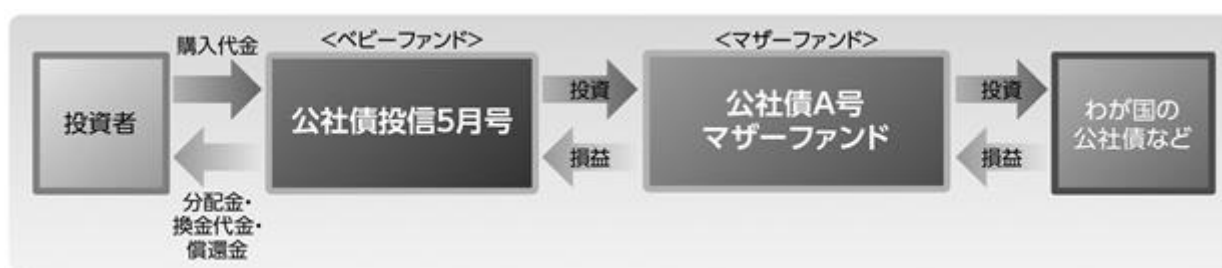 購入代金
<ベビーファンド>
<マザーファンド>
投資者
公社債投信5月号
投資
公社債A号
マザーファンド
投資
わが国の
公社債など
損益
損益
分配金・
換金代金・
償還金